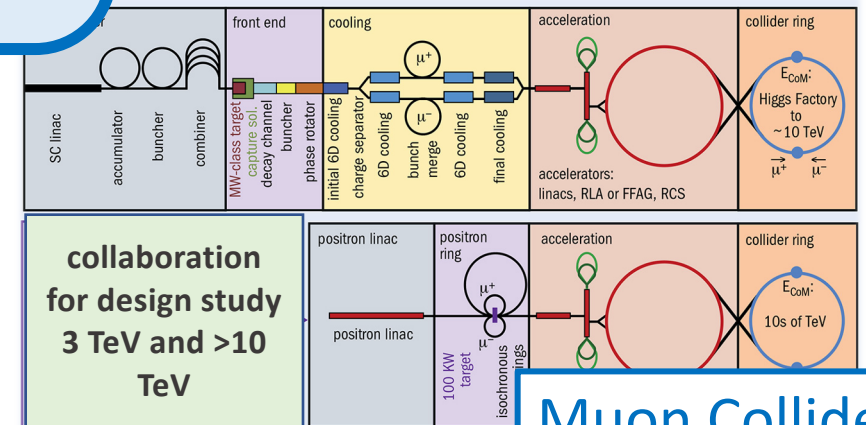 front end
cooling
acceleration
collider ring
μ+
μ−
SC linac
accumulator
buncher
combiner
MW-class target
capture sol.
decay channel
buncher
phase rotator
initial 6D cooling
charge separator
6D cooling
bunch
merge
6D cooling
final cooling
accelerators:
linacs, RLA or FFAG, RCS
ECoM:
Higgs Factory
to
~ 10 TeV
μ+ μ−
collaboration
for design study
3 TeV and >10
TeV
positron linac
positron
ring
acceleration
collider ring
positron linac
μ+
μ−
100 KW
target
isochronous
ECoM:
10s of TeV
Muon